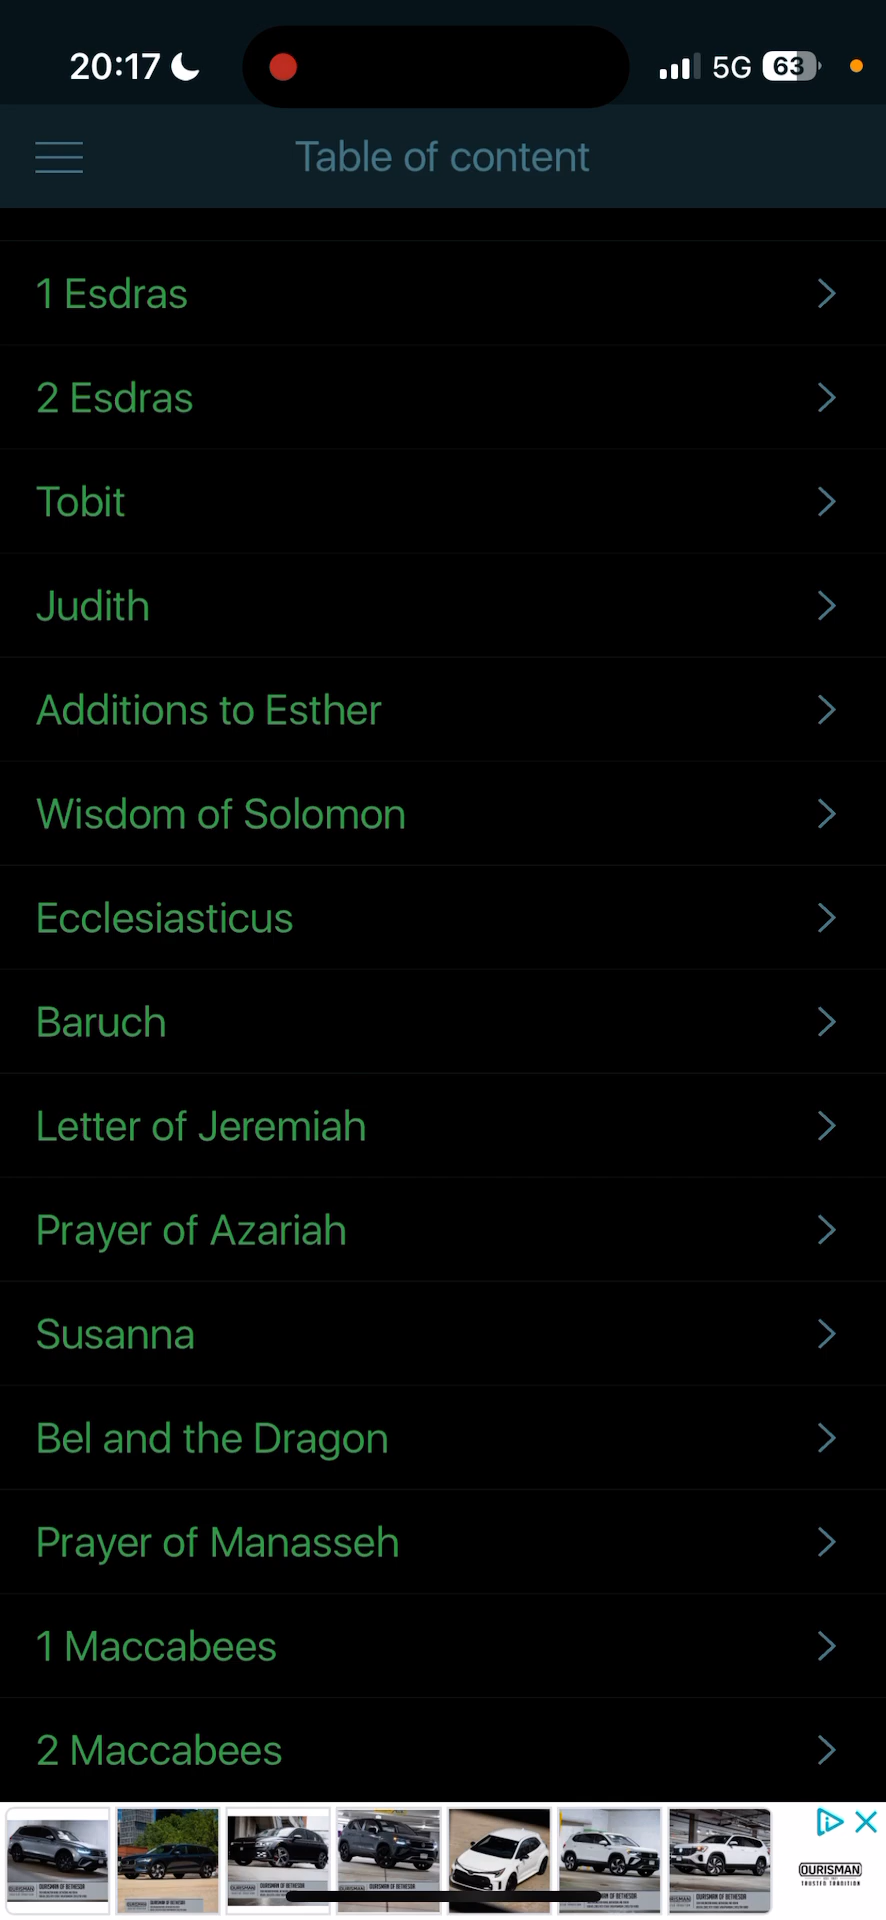 20:17
5G
63
Table of content
1 Esdras
2 Esdras
Tobit
Judith
Additions to Esther
Wisdom of Solomon
Ecclesiasticus
Baruch
Letter of Jeremiah
Prayer of Azariah
Susanna
Bel and the Dragon
Prayer of Manasseh
1 Maccabees
2 Maccabees
OURISMAN
TRUSTED TRADITION